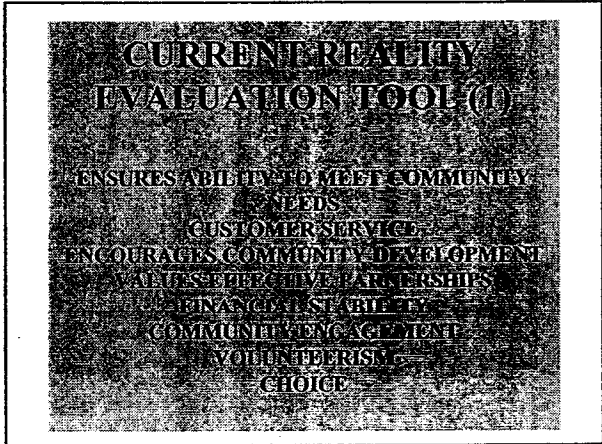 CURRENT REALITY
EVALUATION TOOL (1)
ENSURES ABILITY TO MEET COMMUNITY
NEEDS
CUSTOMER SERVICE
ENCOURAGES COMMUNITY DEVELOPMENT
VALUES EFFECTIVE PARNERSHIPS
FINANCIAL STABILITY
COMMUNITY ENGAGEMENT
VOLUNTEERISM
CHOICE